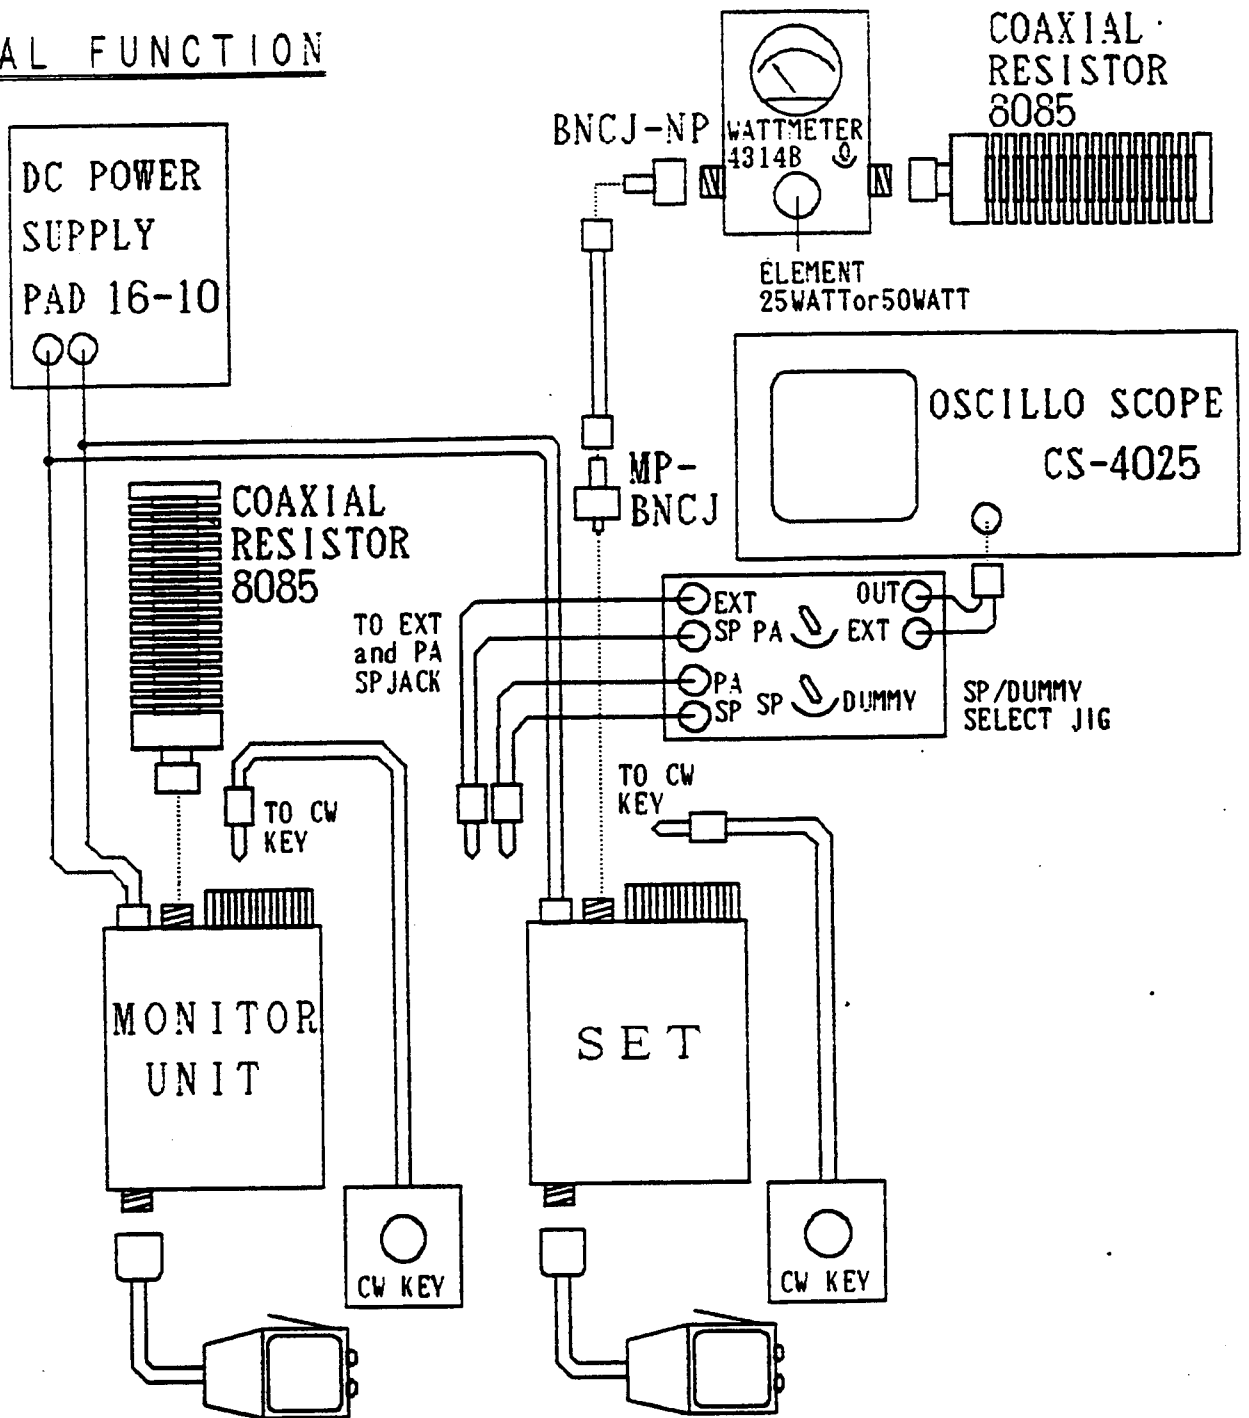 AL FUNCTION
DC POWER
SUPPLY
PAD 16-10
BNCJ-NP
WATTMETER
4314B
COAXIAL
RESISTOR
8085
ELEMENT
25WATTor50WATT
OSCILLO SCOPE
CS-4025
MP-
BNCJ
COAXIAL
RESISTOR
8085
TO EXT
and PA
SPJACK
EXT OUT
SP PA EXT
PA
SP SP DUMMY
SP/DUMMY
SELECT JIG
TO CW
KEY
TO CW
KEY
MONITOR
UNIT
SET
CW KEY
CW KEY